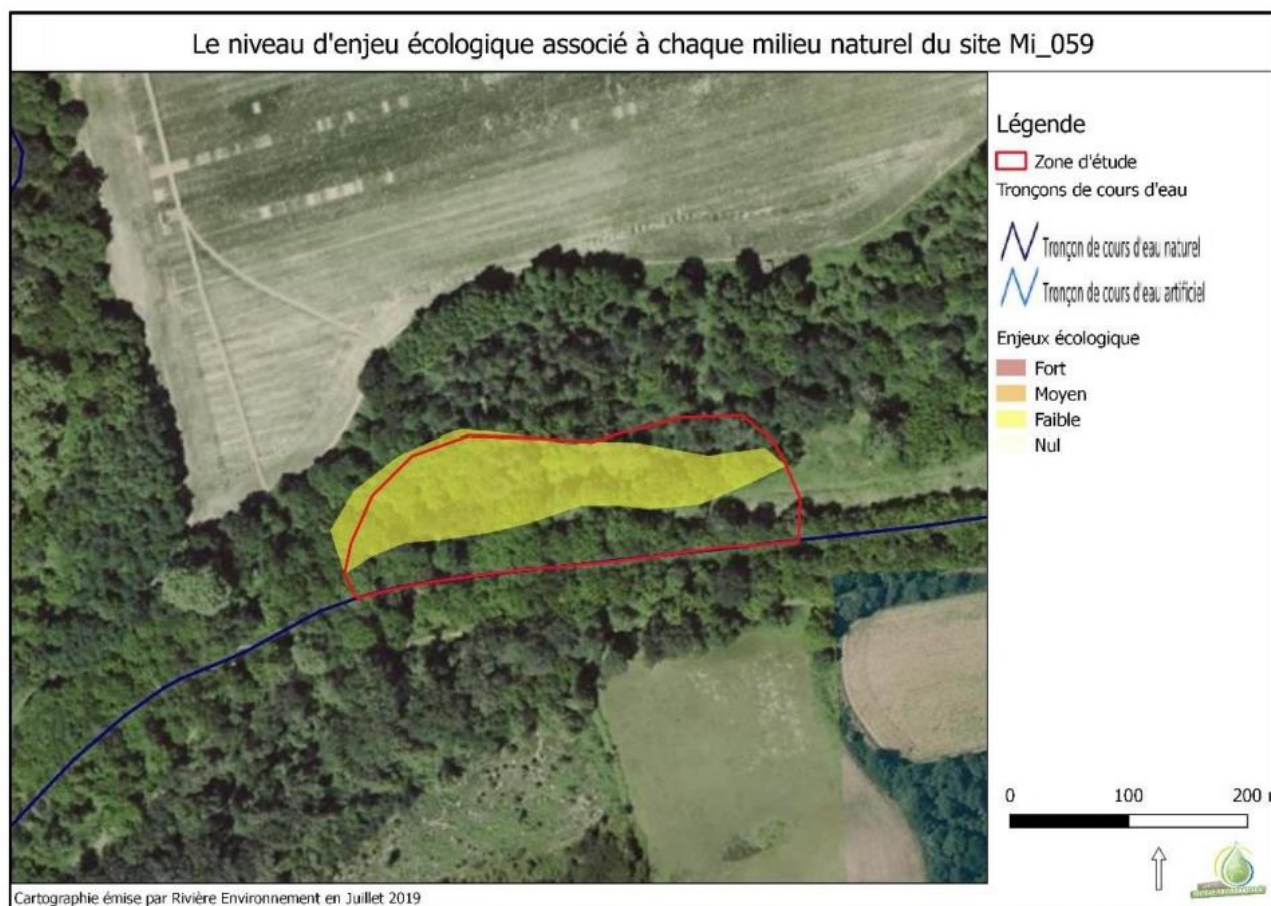 Le niveau d'enjeu écologique associé à chaque milieu naturel du site Mi_059
Légende
Zone d'étude
Tronçons de cours d'eau
Tronçon de cours d'eau naturel
Tronçon de cours d'eau artificiel
Enjeux écologique
Fort
Moyen
Faible
Nul
0 100 200 m
Cartographie émise par Rivière Environnement en Juillet 2019